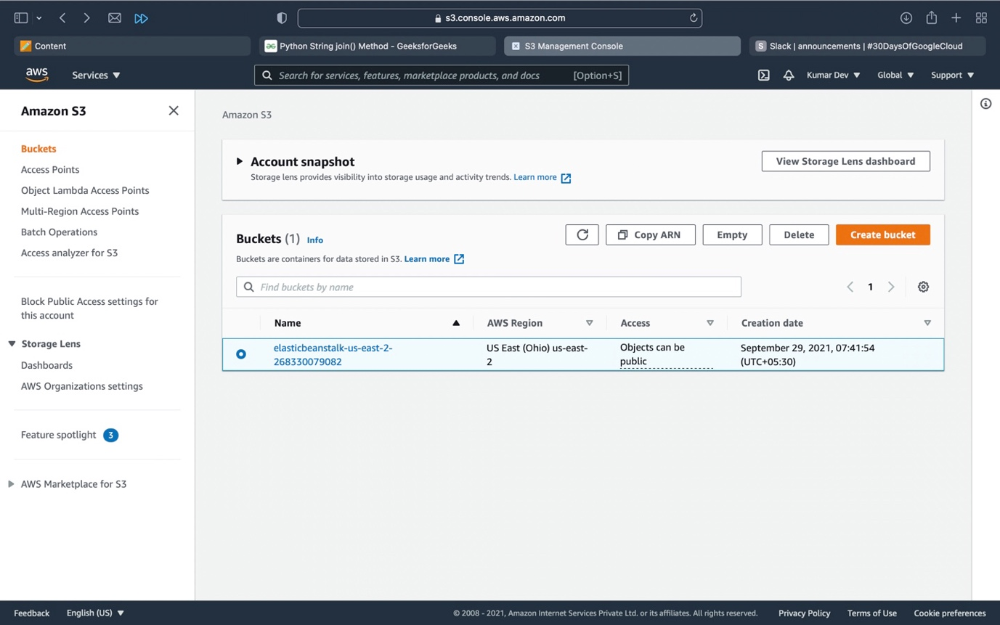 s3.console.aws.amazon.com
Content
Python String join() Method - GeeksforGeeks
S3 Management Console
S Slack | announcements | #30DaysOfGoogleCloud
aws
Services
Search for services, features, marketplace products, and docs [Option+S]
Kumar Dev
Global
Support
Amazon S3
Buckets
Access Points
Object Lambda Access Points
Multi-Region Access Points
Batch Operations
Access analyzer for S3
Block Public Access settings for
this account
Storage Lens
Dashboards
AWS Organizations settings
Feature spotlight 3
AWS Marketplace for S3
Amazon S3
Account snapshot
Storage lens provides visibility into storage usage and activity trends. Learn more
View Storage Lens dashboard
Buckets (1) Info
Buckets are containers for data stored in S3. Learn more
Copy ARN
Empty
Delete
Create bucket
Find buckets by name
1
Name
AWS Region
Access
Creation date
elasticbeanstalk-us-east-2-
268330079082
US East (Ohio) us-east-
2
Objects can be
public
September 29, 2021, 07:41:54
(UTC+05:30)
Feedback
English (US)
© 2008 - 2021, Amazon Internet Services Private Ltd. or its affiliates. All rights reserved.
Privacy Policy
Terms of Use
Cookie preferences